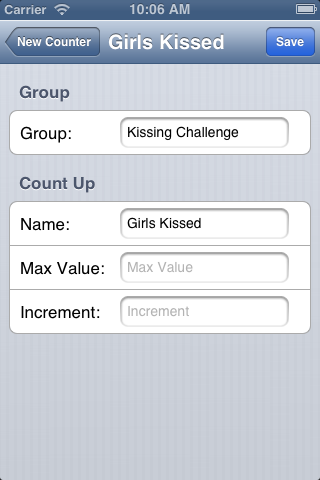 Carrier 10:06 AM
New Counter Girls Kissed Save
Group
Group: Kissing Challenge
Count Up
Name: Girls Kissed
Max Value: Max Value
Increment: Increment